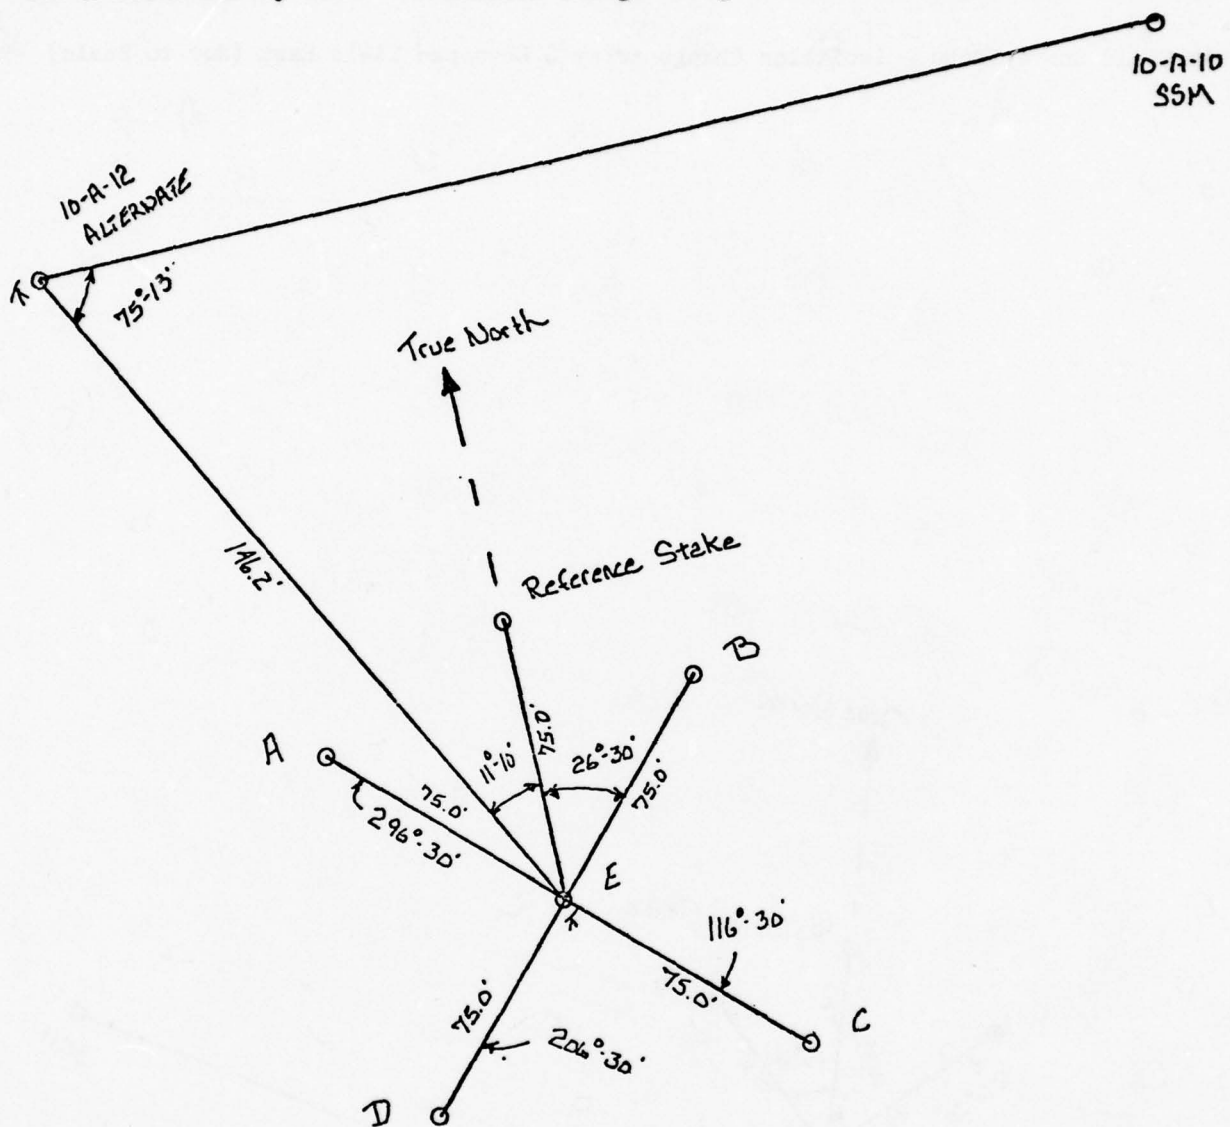 10-A-10
SSM
10-A-12
ALTERNATE
75°-13'
True North
146.2'
Reference Stake
B
A
75.0'
11°-10'
75.0'
26°-30'
75.0'
296°-30'
E
116°-30'
75.0'
C
75.0'
206°-30'
D